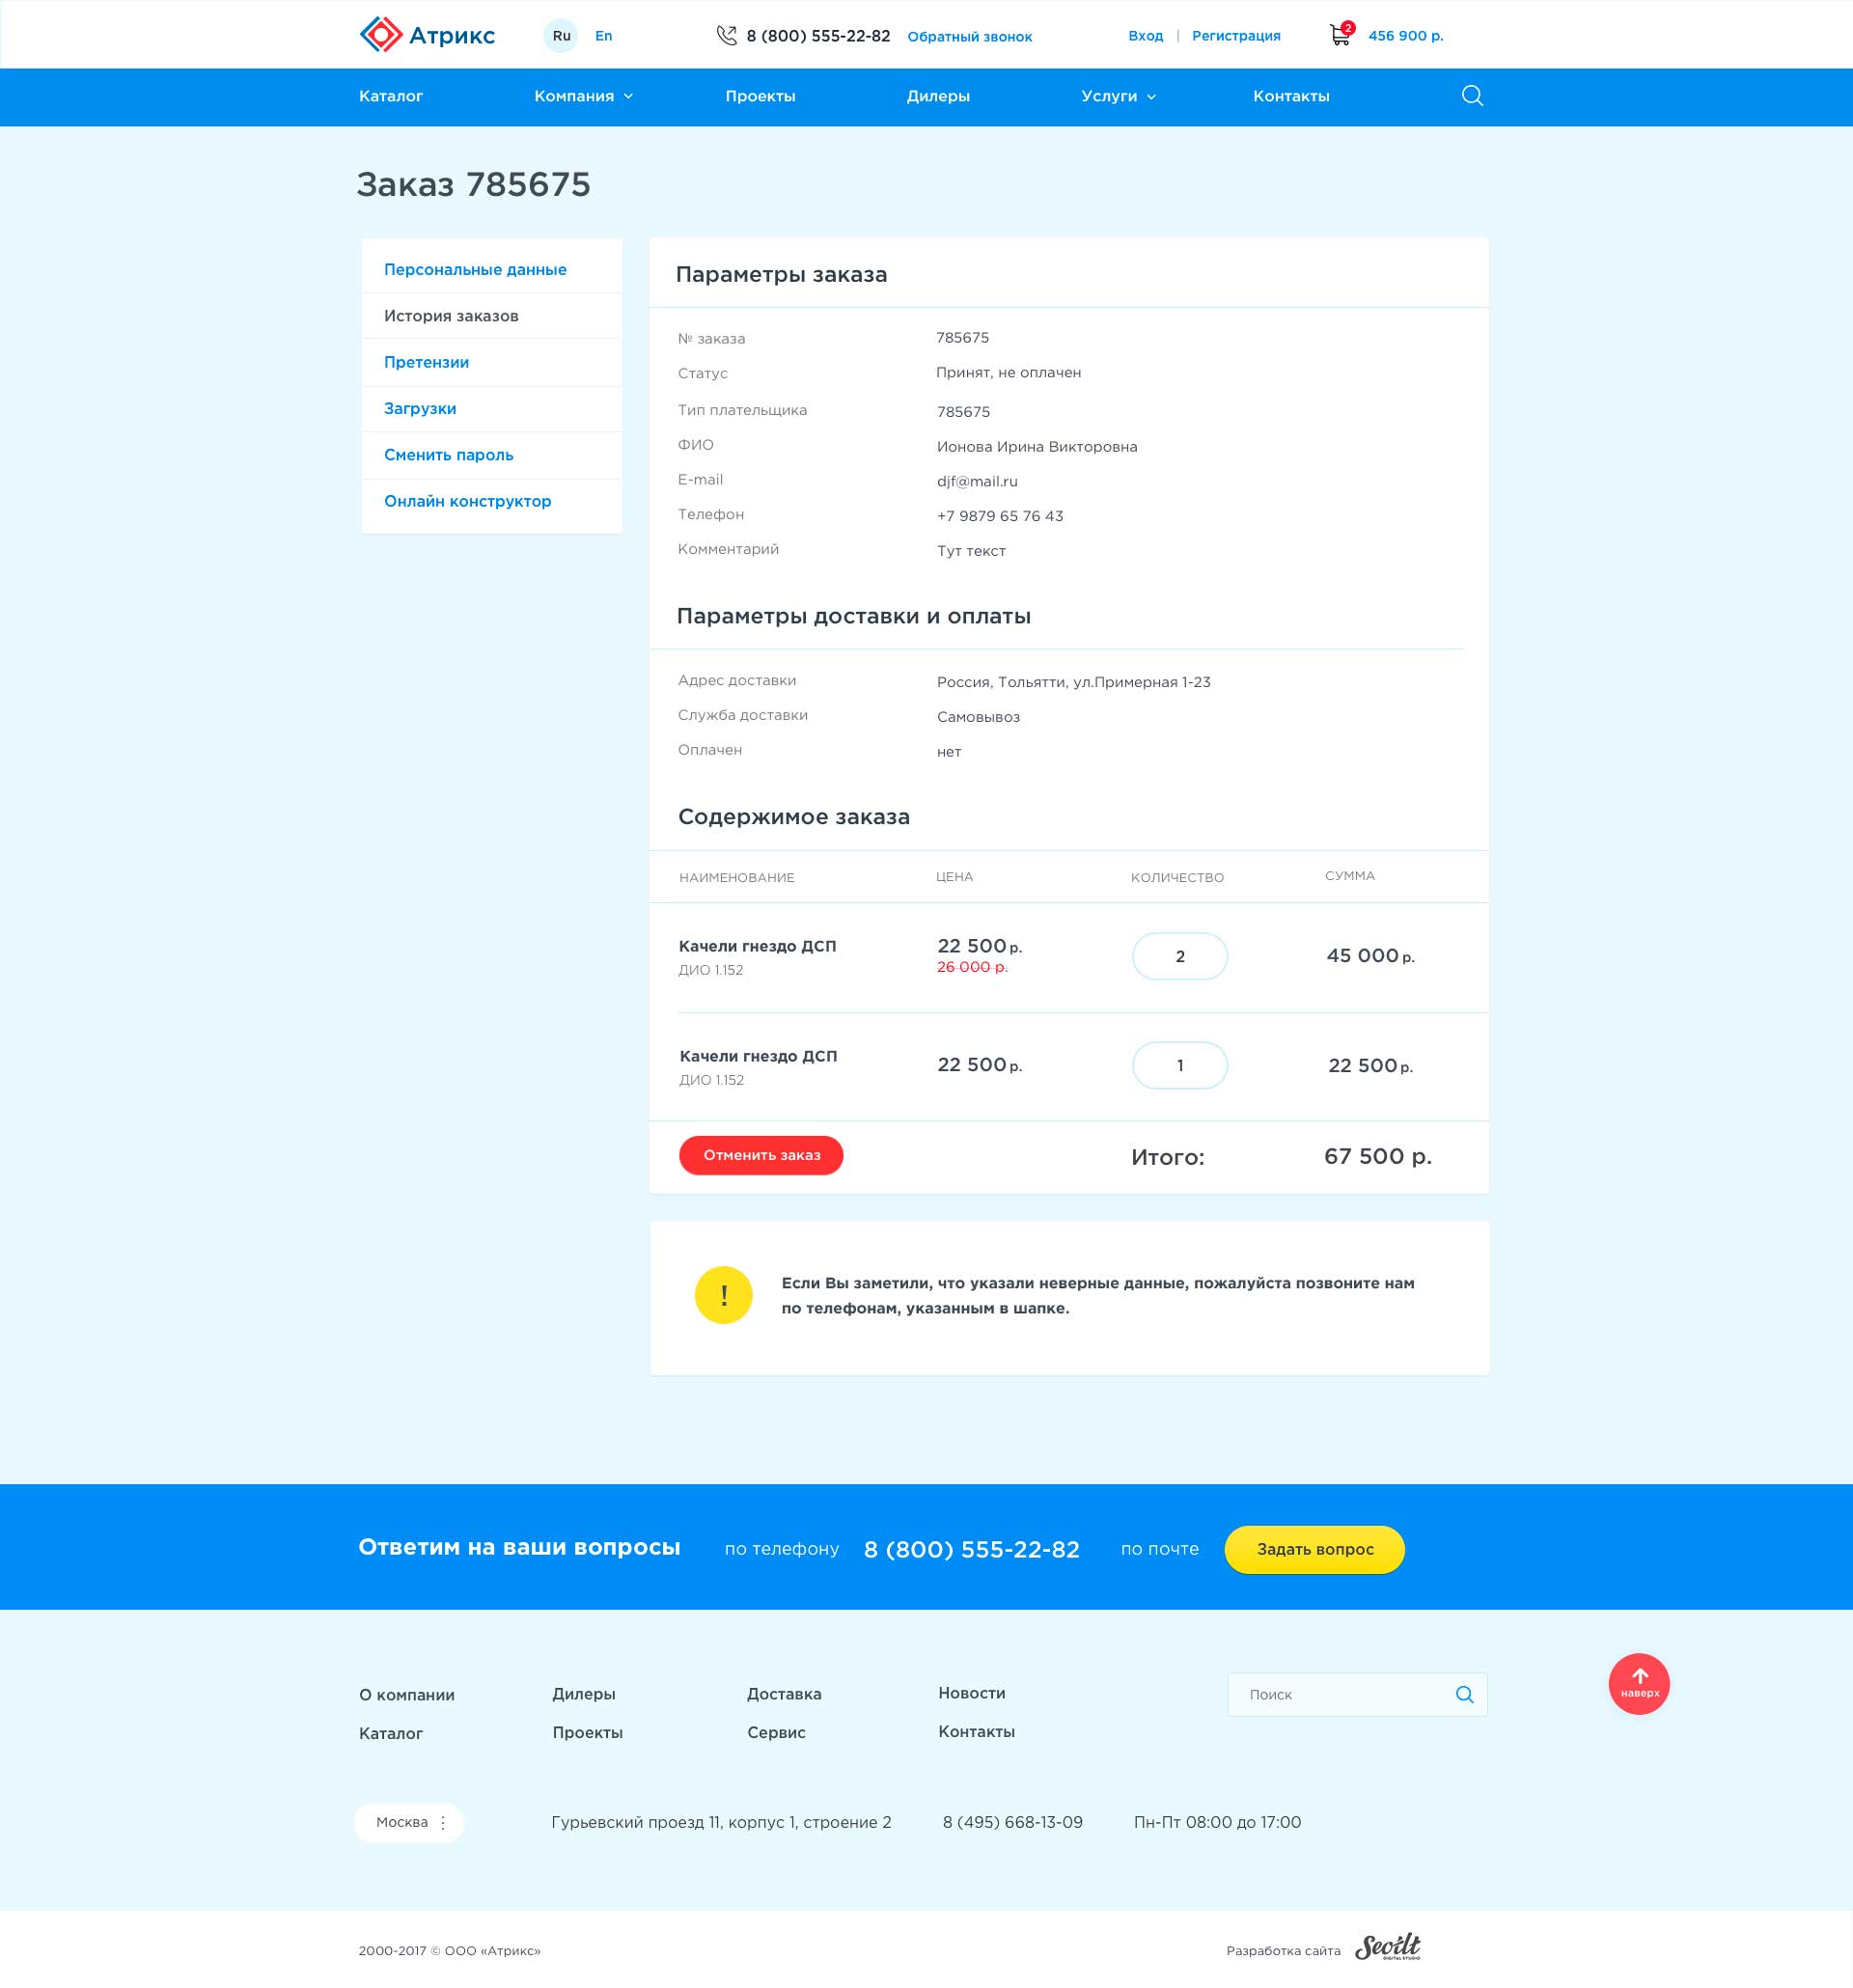 Атрикс
Ru En
8 (800) 555-22-82 Обратный звонок
Вход | Регистрация
2
456 900 р.
Каталог Компания Проекты Дилеры Услуги Контакты
Заказ 785675
Персональные данные
История заказов
Претензии
Загрузки
Сменить пароль
Онлайн конструктор
Параметры заказа
№ заказа 785675
Статус Принят, не оплачен
Тип плательщика 785675
ФИО Ионова Ирина Викторовна
E-mail djf@mail.ru
Телефон +7 9879 65 76 43
Комментарий Тут текст
Параметры доставки и оплаты
Адрес доставки Россия, Тольятти, ул.Примерная 1-23
Служба доставки Самовывоз
Оплачен нет
Содержимое заказа
НАИМЕНОВАНИЕ ЦЕНА КОЛИЧЕСТВО СУММА
Качели гнездо ДСП 22 500 р. 2 45 000 р.
ДИО 1.152 26 000 р.
Качели гнездо ДСП 22 500 р. 1 22 500 р.
ДИО 1.152
Отменить заказ Итого: 67 500 р.
! Если Вы заметили, что указали неверные данные, пожалуйста позвоните нам
по телефонам, указанным в шапке.
Ответим на ваши вопросы по телефону 8 (800) 555-22-82 по почте Задать вопрос
О компании Дилеры Доставка Новости Поиск
наверх
Каталог Проекты Сервис Контакты
Москва Гурьевский проезд 11, корпус 1, строение 2 8 (495) 668-13-09 Пн-Пт 08:00 до 17:00
2000-2017 © ООО «Атрикс» Разработка сайта Seoilt
DIGITAL STUDIO